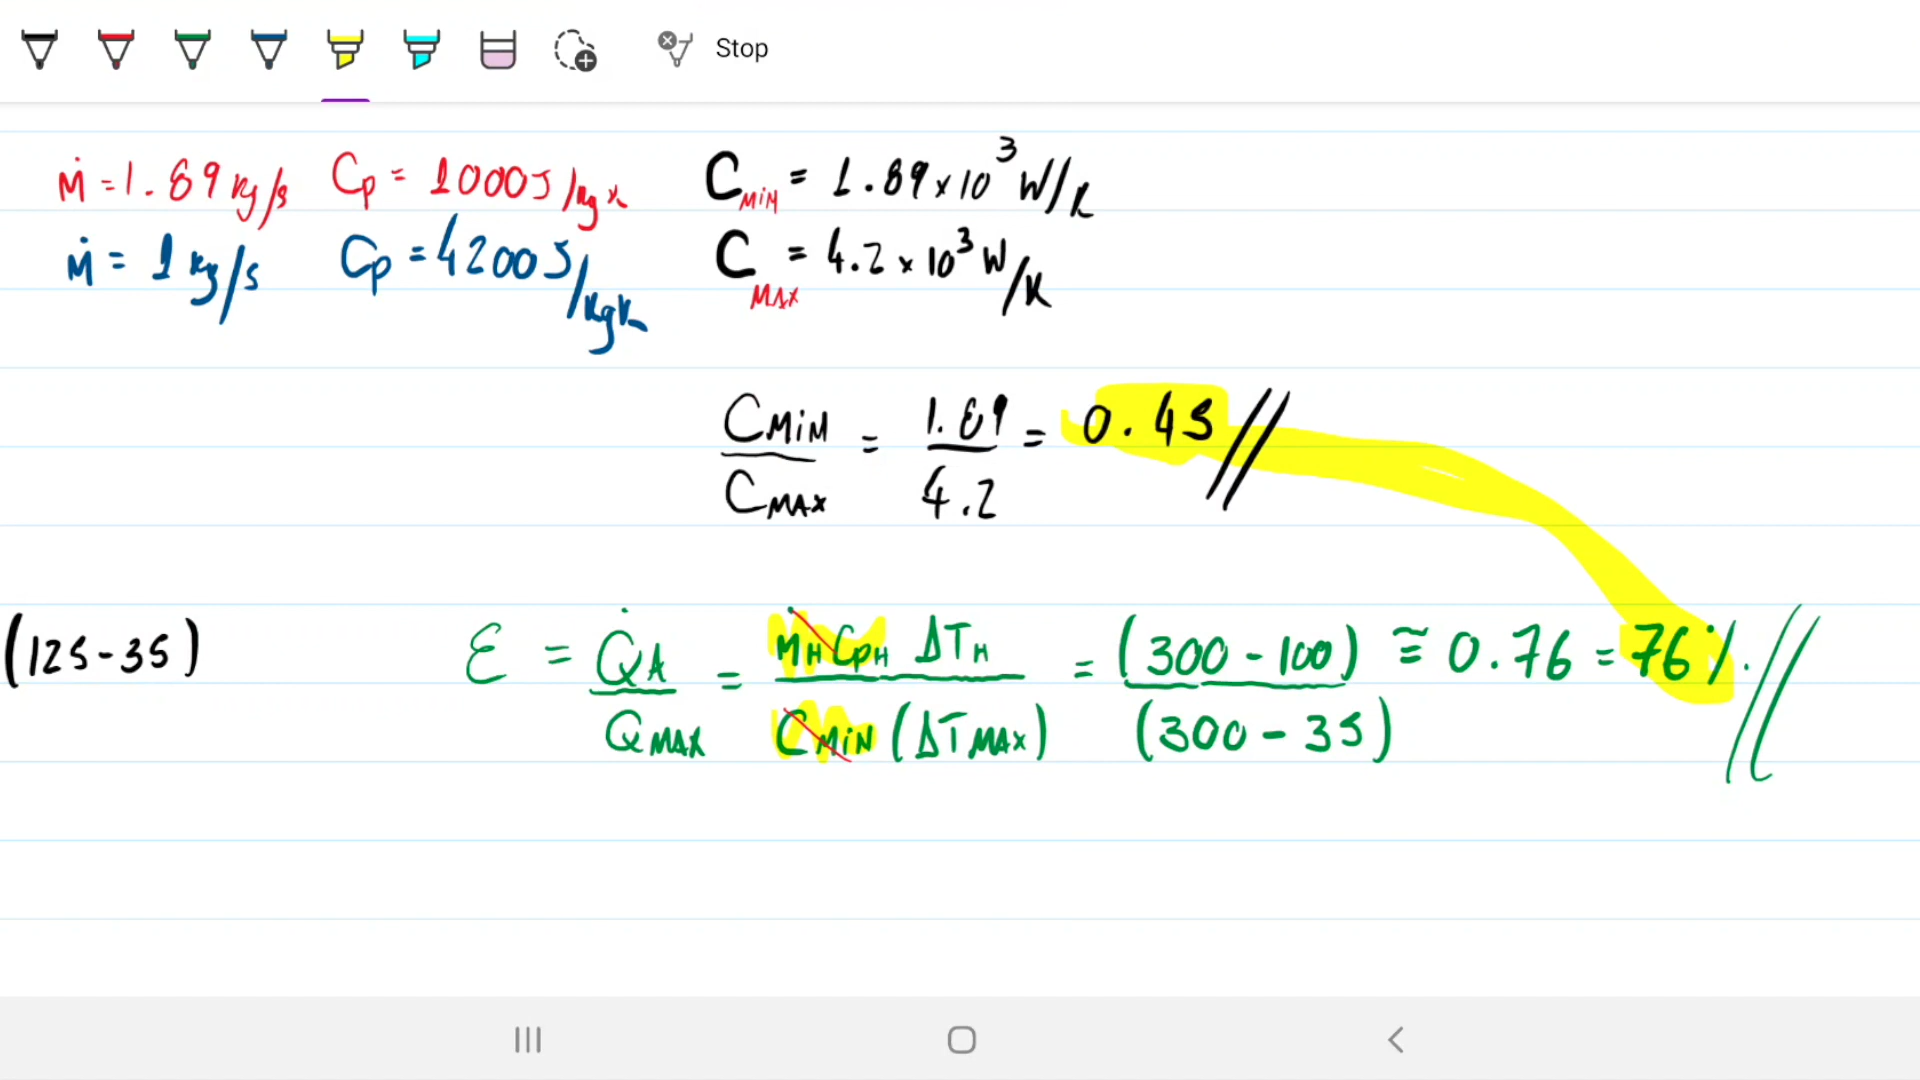 Stop
ṁ = 1.89 kg/s Cp = 1000 J/kgK CMIN = 1.89 × 10³ W/K
ṁ = 1 kg/s Cp = 4200 J/kgK CMAX = 4.2 × 10³ W/K
CMIN / CMAX = 1.89 / 4.2 = 0.45 //
(125-35) ε = Q̇A / QMAX = ṁH CPH ΔTH / CMIN (ΔTMAX) = (300 - 100) / (300 - 35) ≅ 0.76 = 76 % //